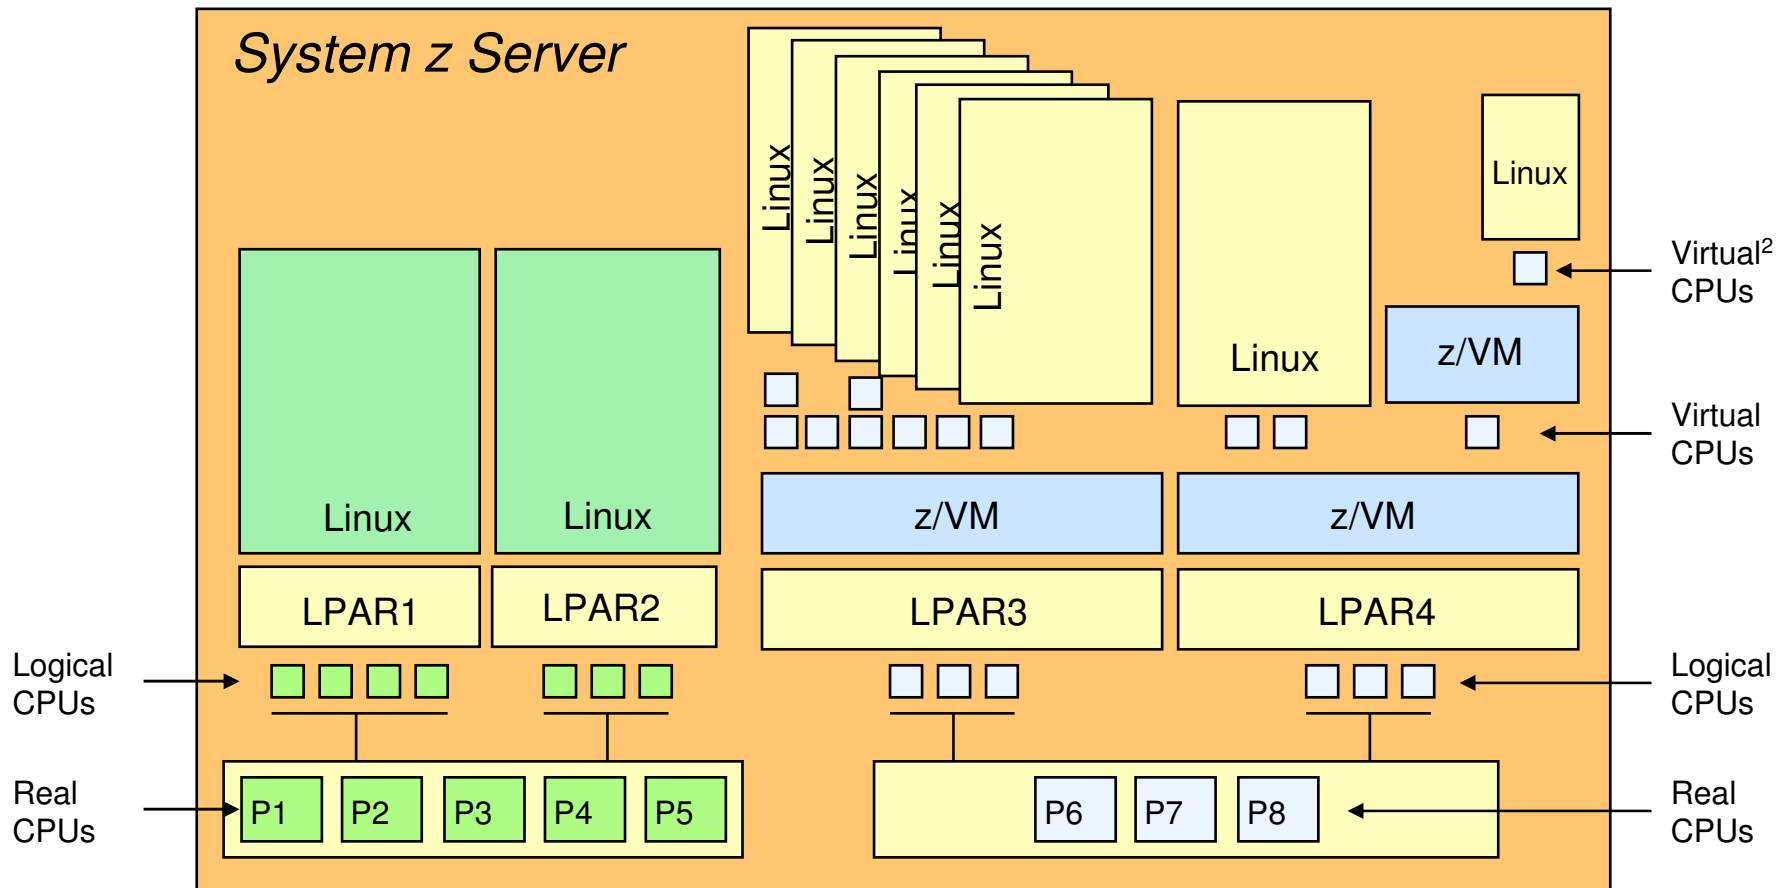 System z Server
Linux
Linux
Linux
Linux
Linux
Linux
Linux
Linux
Virtual²
CPUs
z/VM
Virtual
CPUs
Linux
Linux
z/VM
z/VM
LPAR1
LPAR2
LPAR3
LPAR4
Logical
CPUs
Logical
CPUs
Real
CPUs
P1
P2
P3
P4
P5
P6
P7
P8
Real
CPUs